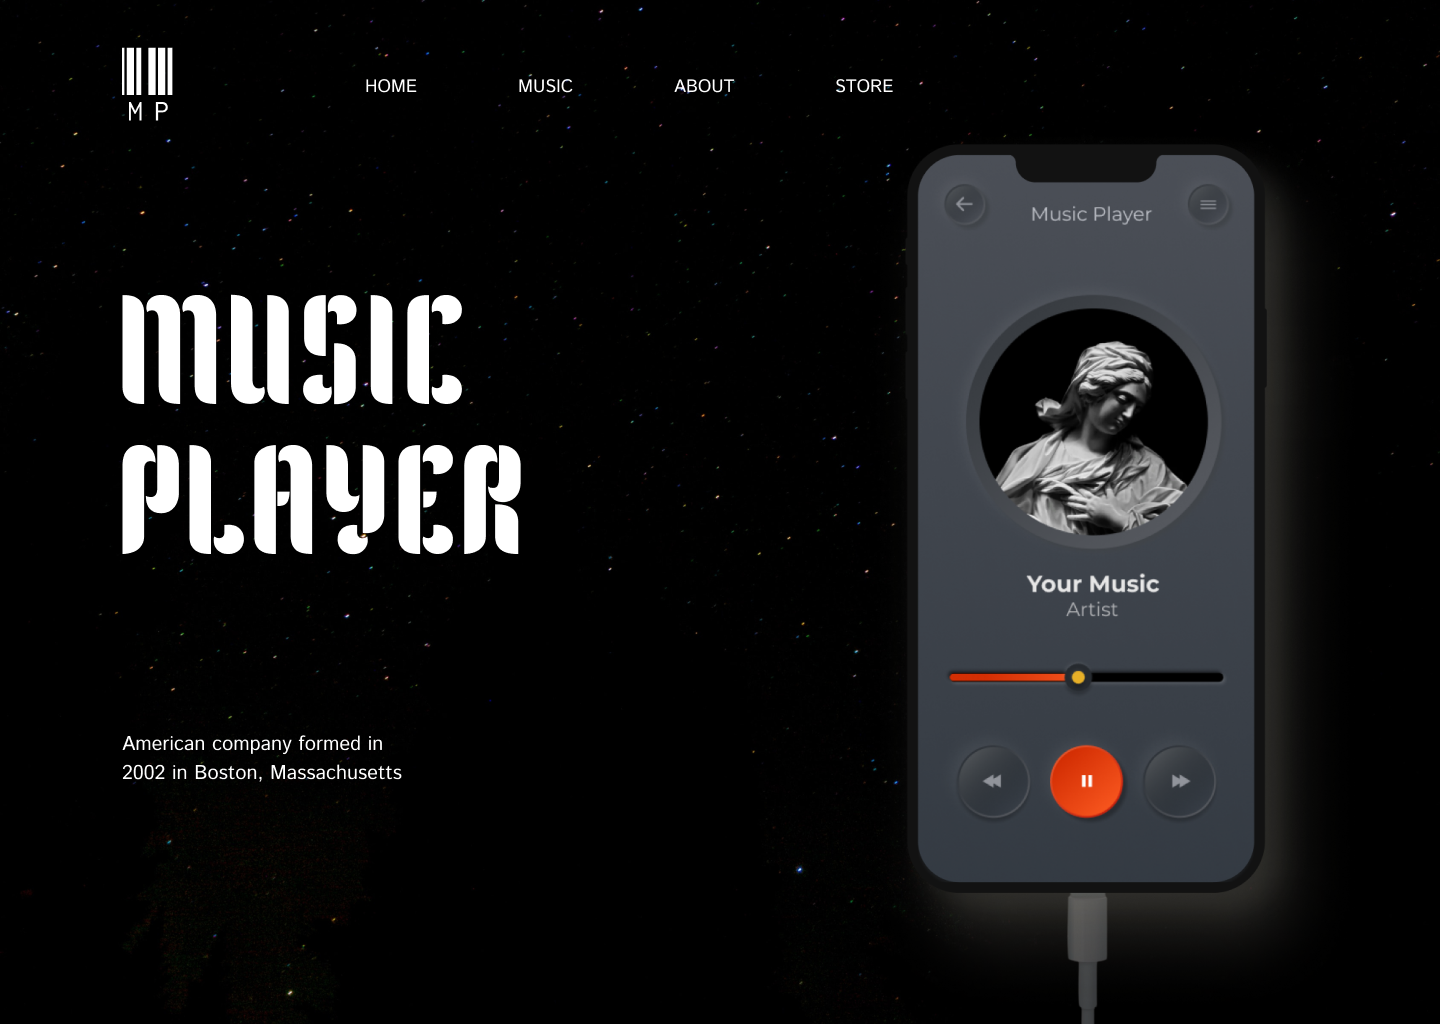 MP
HOME MUSIC ABOUT STORE
Music Player
MUSIC
PLAYER
Your Music
Artist
American company formed in
2002 in Boston, Massachusetts